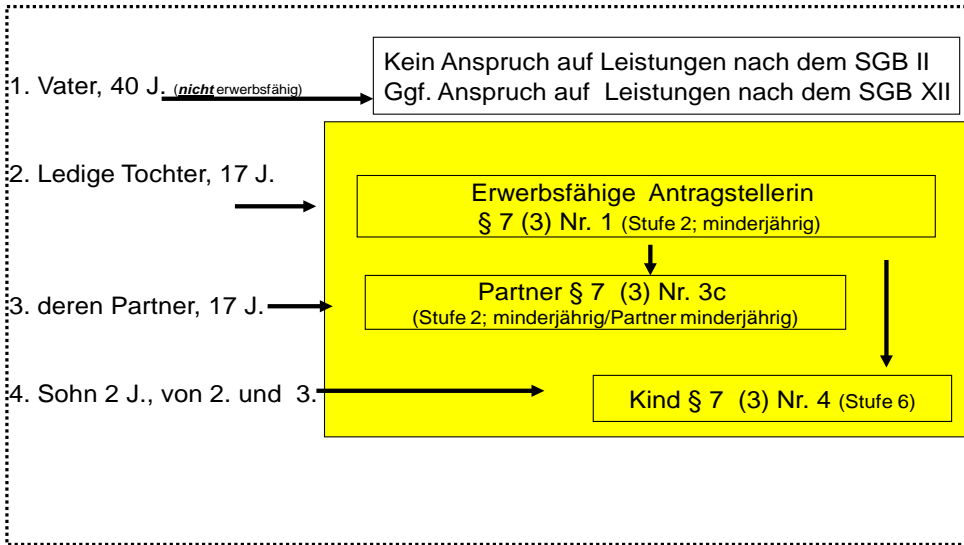 Kein Anspruch auf Leistungen nach dem SGB II
1. Vater, 40 J. (nicht erwerbsfähig)
Ggf. Anspruch auf Leistungen nach dem SGB XII
2. Ledige Tochter, 17 J.
Erwerbsfähige Antragstellerin
§ 7 (3) Nr. 1 (Stufe 2; minderjährig)
3. deren Partner, 17 J.
Partner § 7 (3) Nr. 3c
(Stufe 2; minderjährig/Partner minderjährig)
4. Sohn 2 J., von 2. und 3.
Kind § 7 (3) Nr. 4 (Stufe 6)